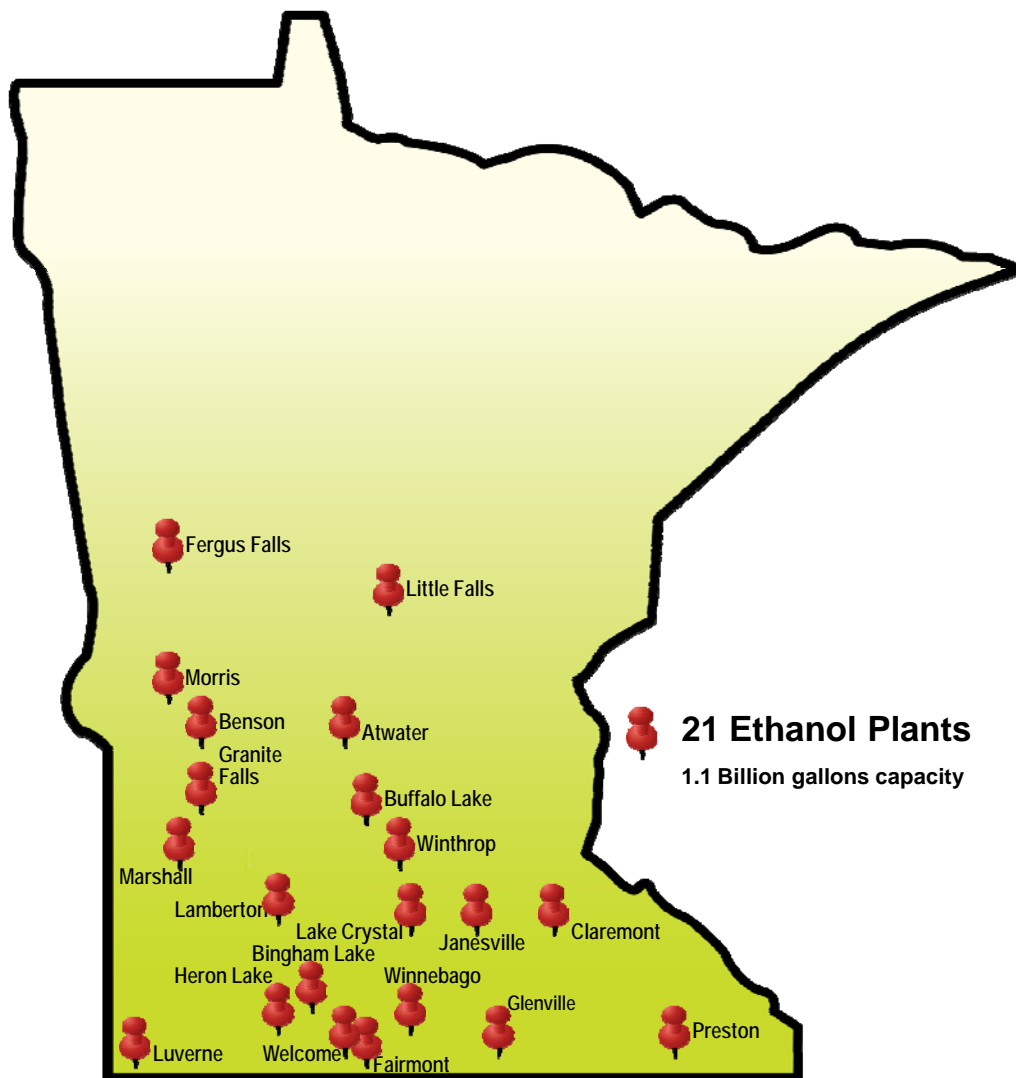 Fergus Falls
Little Falls
Morris
Benson
Atwater
21 Ethanol Plants
Granite
Falls
1.1 Billion gallons capacity
Buffalo Lake
Winthrop
Marshall
Lamberton
Lake Crystal
Janesville
Claremont
Bingham Lake
Heron Lake
Winnebago
Glenville
Preston
Luverne
Welcome
Fairmont